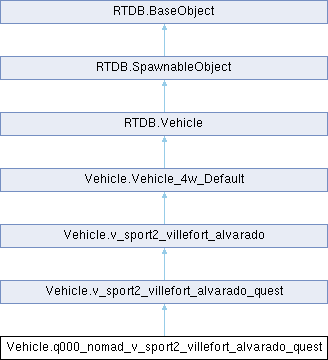 RTDB.BaseObject
RTDB.SpawnableObject
RTDB.Vehicle
Vehicle.Vehicle_4w_Default
Vehicle.v_sport2_villefort_alvarado
Vehicle.v_sport2_villefort_alvarado_quest
Vehicle.q000_nomad_v_sport2_villefort_alvarado_quest